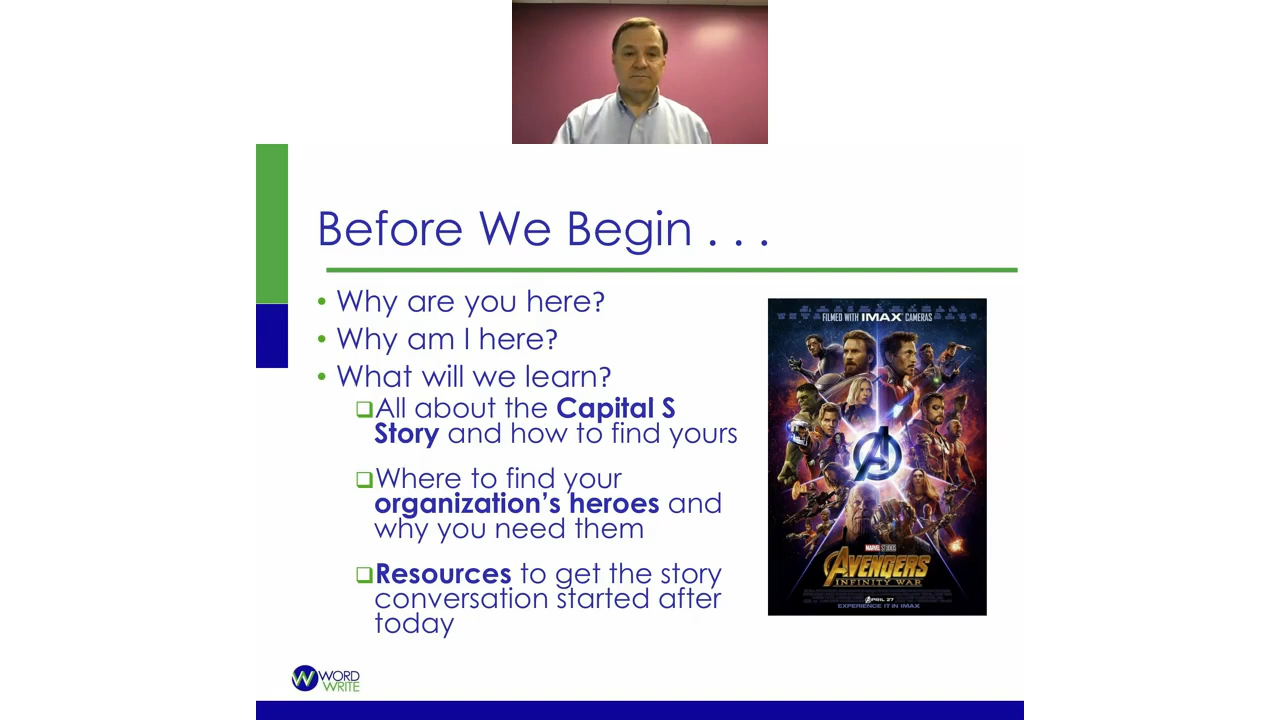 Before We Begin . . .
• Why are you here?
• Why am I here?
• What will we learn?
❑All about the Capital S
Story and how to find yours
❑Where to find your
organization’s heroes and
why you need them
❑Resources to get the story
conversation started after
today
FILMED WITH IMAX CAMERAS
MARVEL STUDIOS
AVENGERS
INFINITY WAR
APRIL 27
EXPERIENCE IT IN IMAX
WORD
WRITE